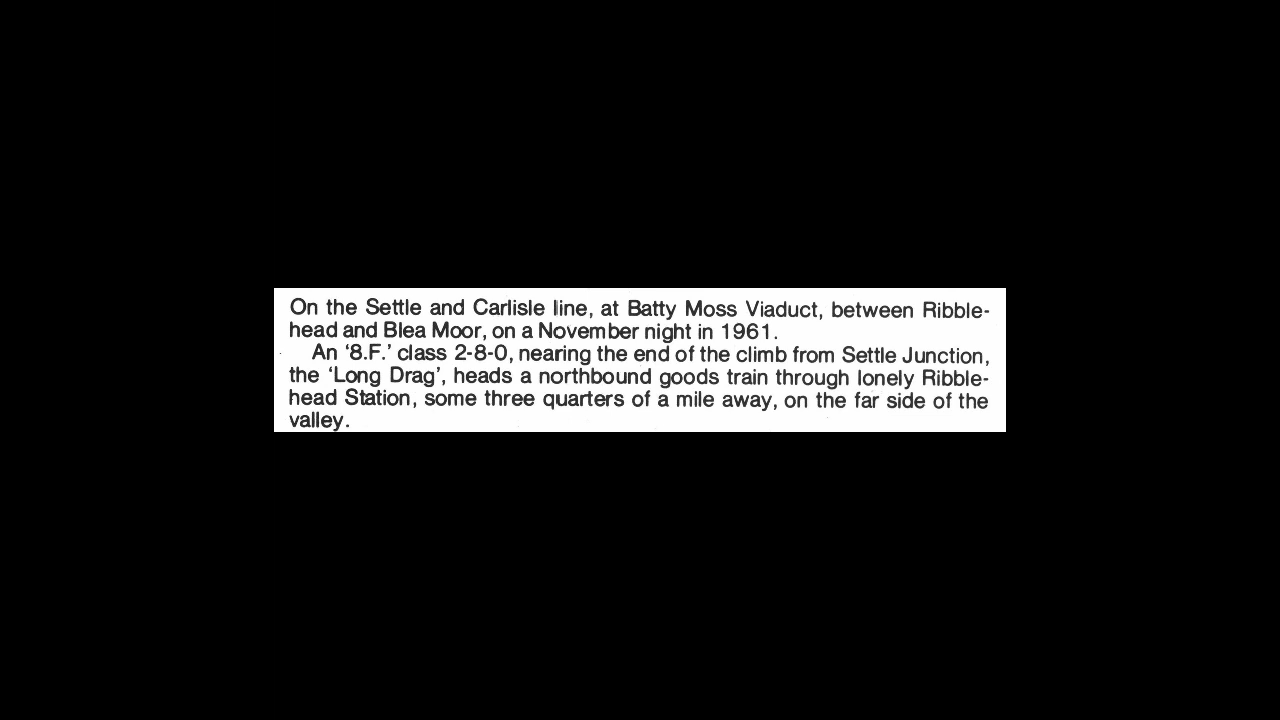 On the Settle and Carlisle line, at Batty Moss Viaduct, between Ribble-
head and Blea Moor, on a November night in 1961.
An ‘8.F.’ class 2-8-0, nearing the end of the climb from Settle Junction,
the ‘Long Drag’, heads a northbound goods train through lonely Ribble-
head Station, some three quarters of a mile away, on the far side of the
valley.